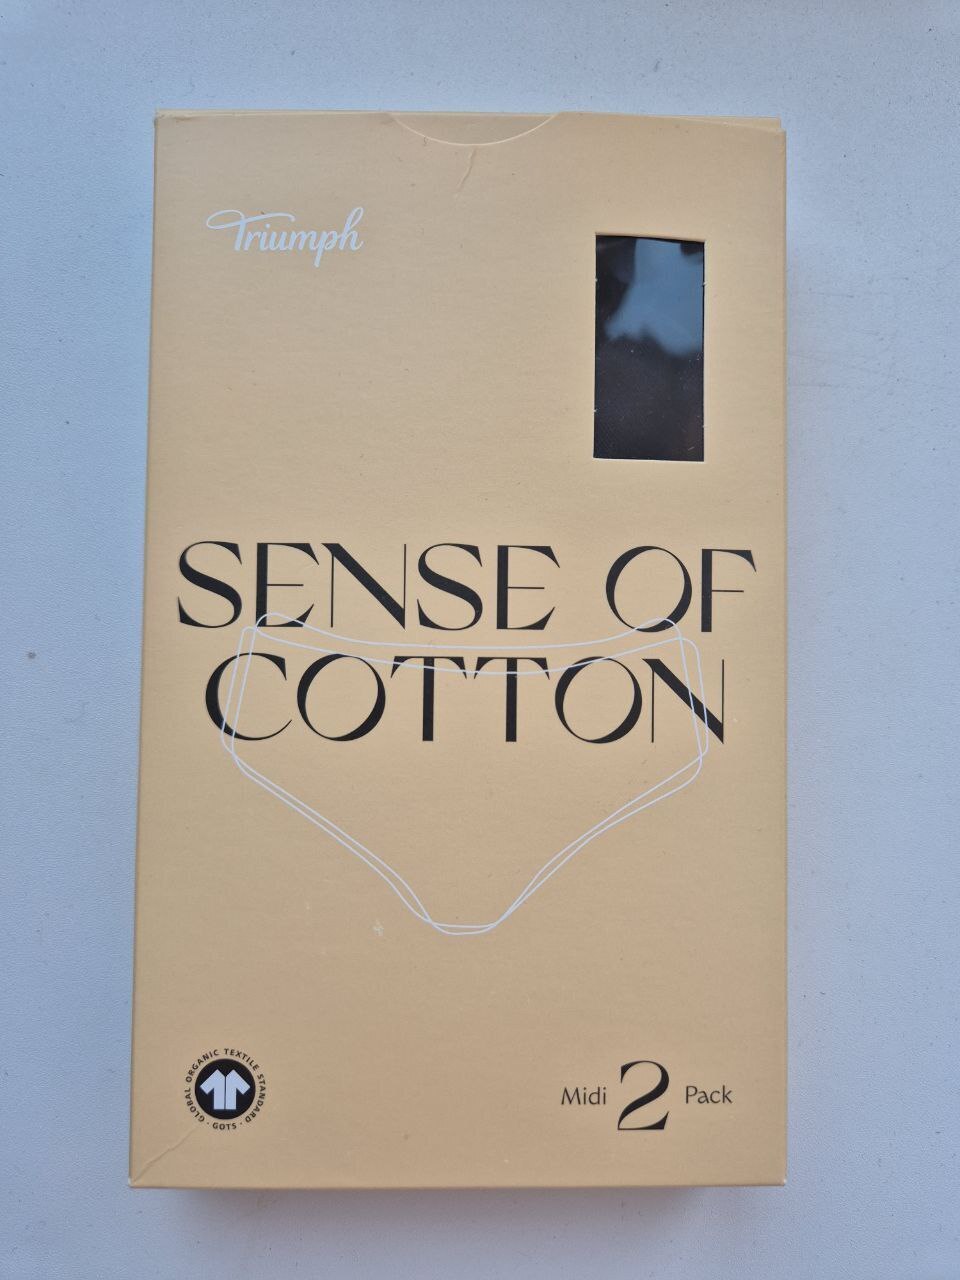 Triumph
SENSE OF
COTTON
GLOBAL ORGANIC TEXTILE STANDARD · GOTS ·
Midi 2 Pack